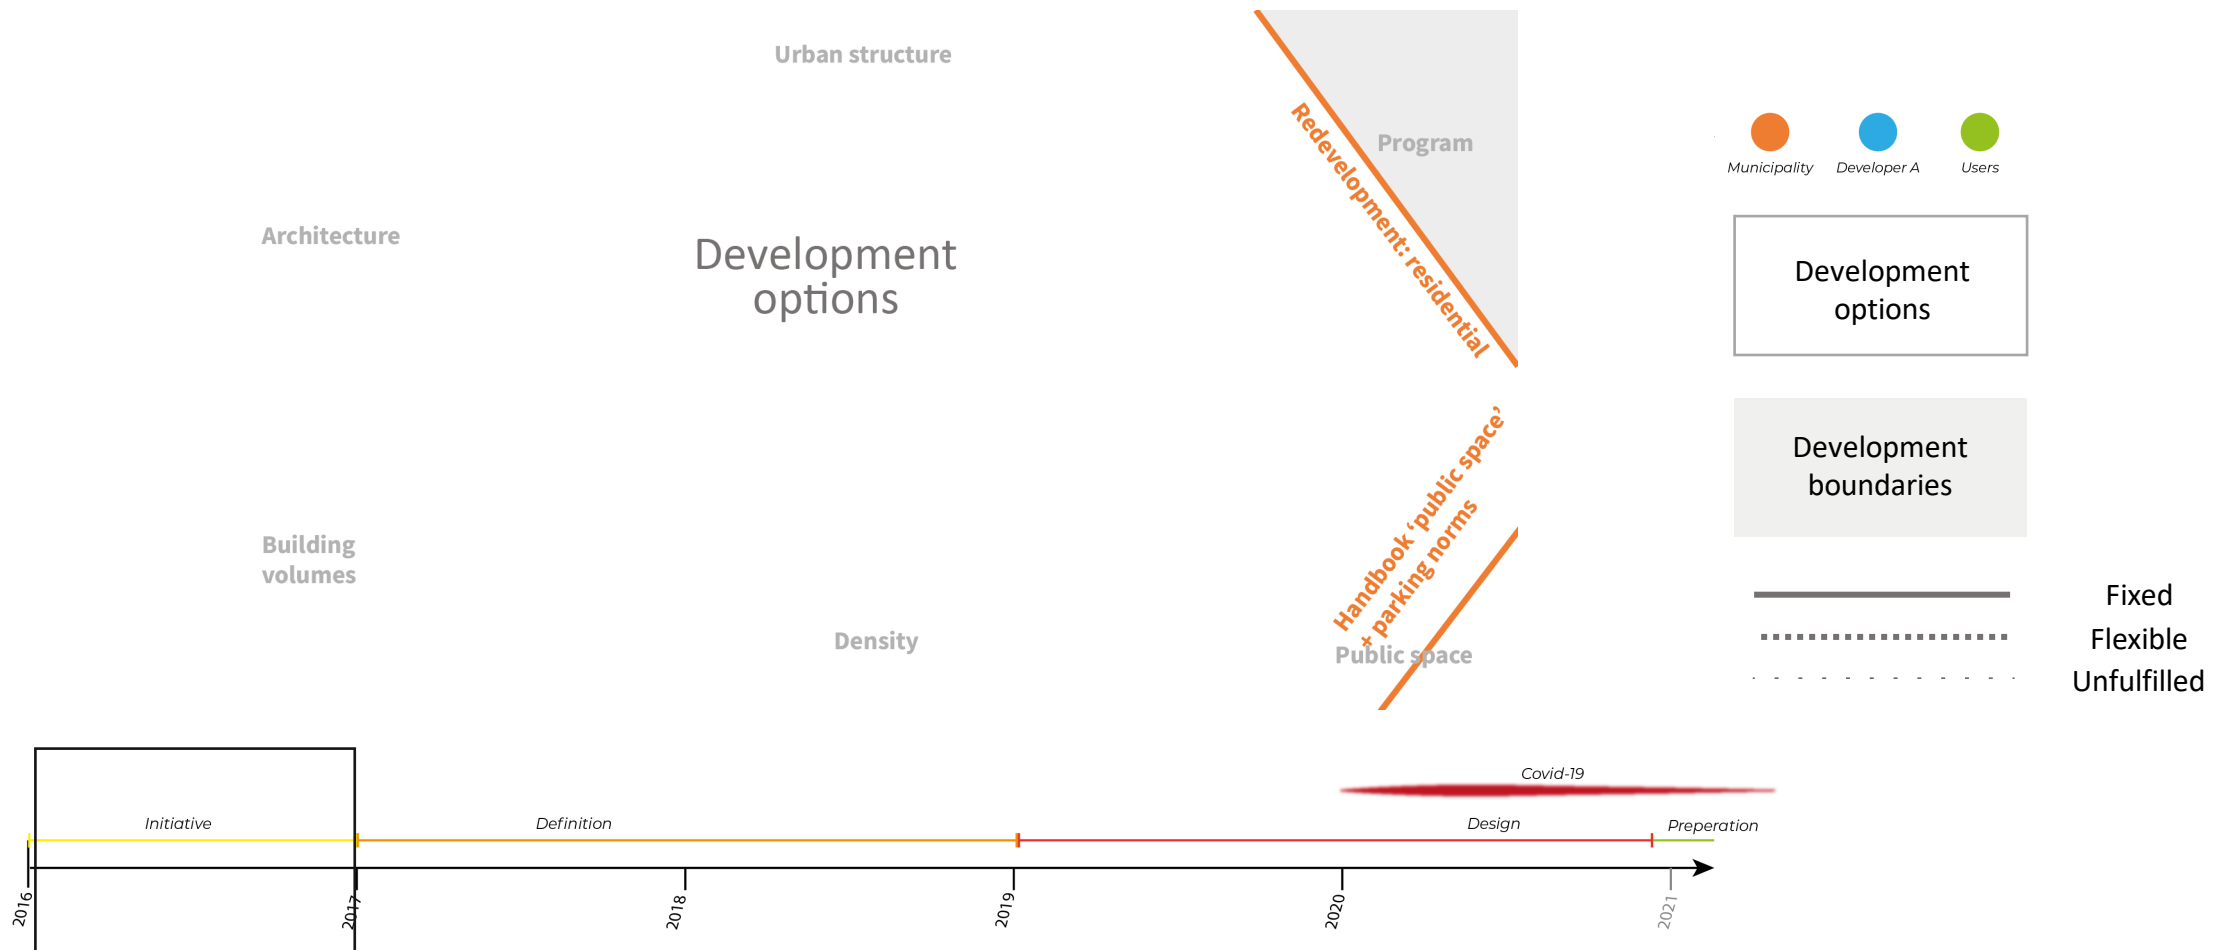 Urban structure
Program
Redevelopment: residential
Architecture
Development
options
Handbook ‘public space’
+ parking norms
Building
volumes
Density
Public space
Municipality
Developer A
Users
Development
options
Development
boundaries
Fixed
Flexible
Unfulfilled
Covid-19
Initiative
Definition
Design
Preperation
2016
2017
2018
2019
2020
2021